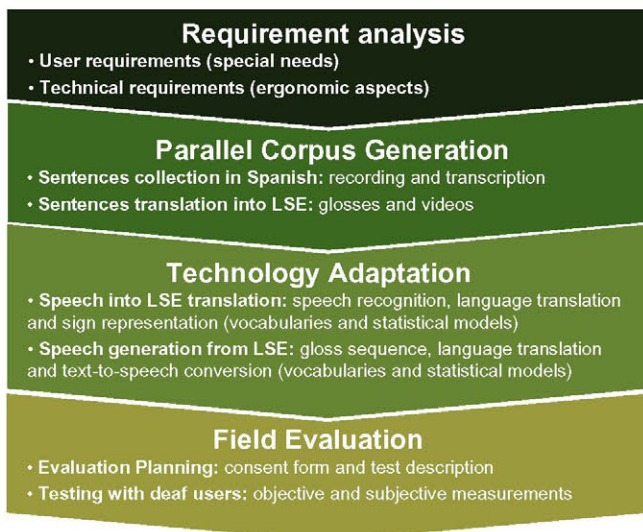 Requirement analysis
• User requirements (special needs)
• Technical requirements (ergonomic aspects)
Parallel Corpus Generation
• Sentences collection in Spanish: recording and transcription
• Sentences translation into LSE: glosses and videos
Technology Adaptation
• Speech into LSE translation: speech recognition, language translation
and sign representation (vocabularies and statistical models)
• Speech generation from LSE: gloss sequence, language translation
and text-to-speech conversion (vocabularies and statistical models)
Field Evaluation
• Evaluation Planning: consent form and test description
• Testing with deaf users: objective and subjective measurements